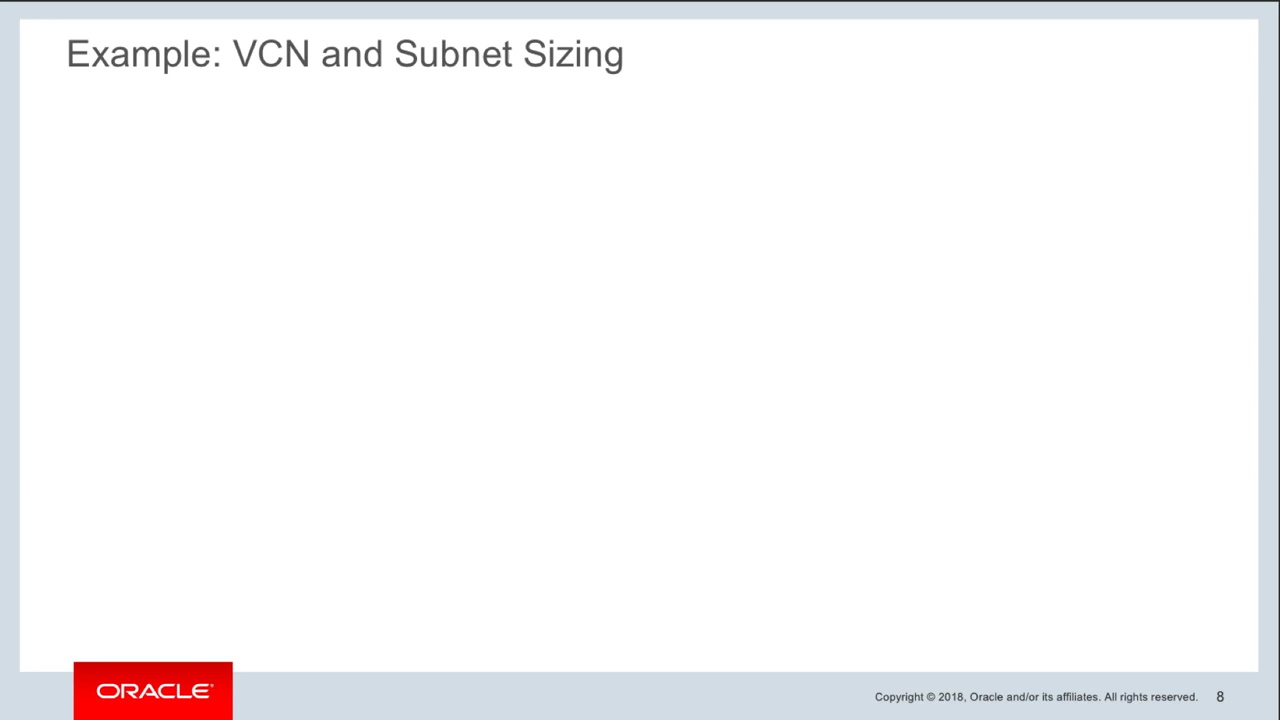 Example: VCN and Subnet Sizing
ORACLE®
Copyright © 2018, Oracle and/or its affiliates. All rights reserved. 8